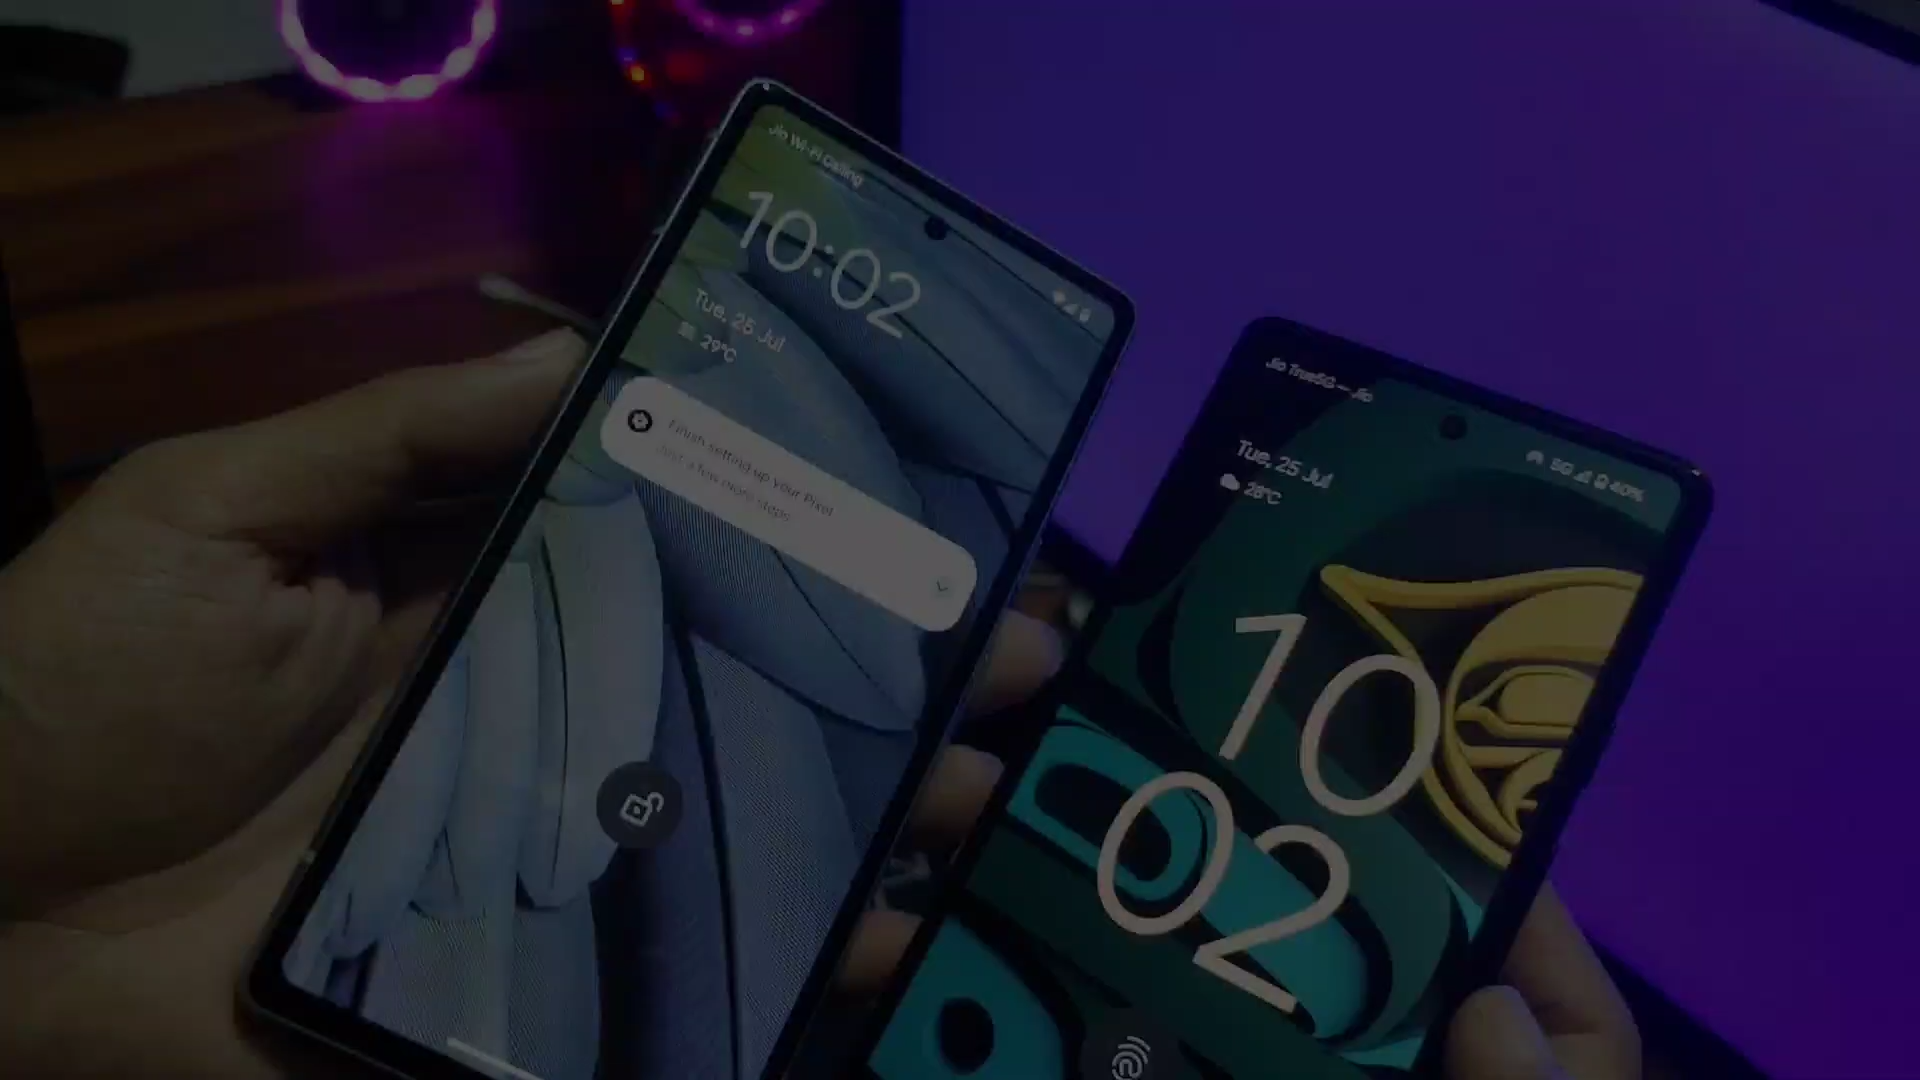 Jio Wi-Fi Calling
10:02
Tue, 25 Jul
29°C
Finish setting up your Pixel
Just a few more steps
Jio True5G — Jio
5G 40%
Tue, 25 Jul
28°C
10
02